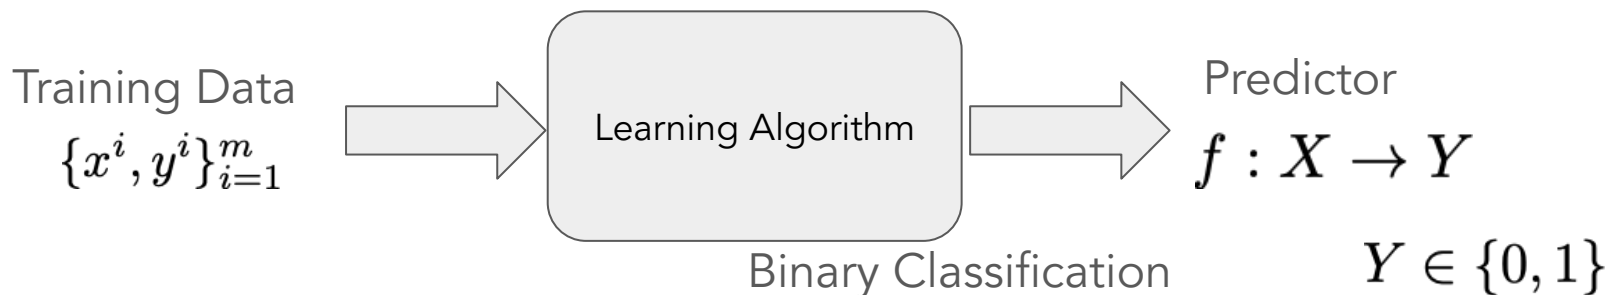 Training Data
{x^i, y^i}_{i=1}^m
Learning Algorithm
Predictor
f : X → Y
Binary Classification
Y ∈ {0, 1}